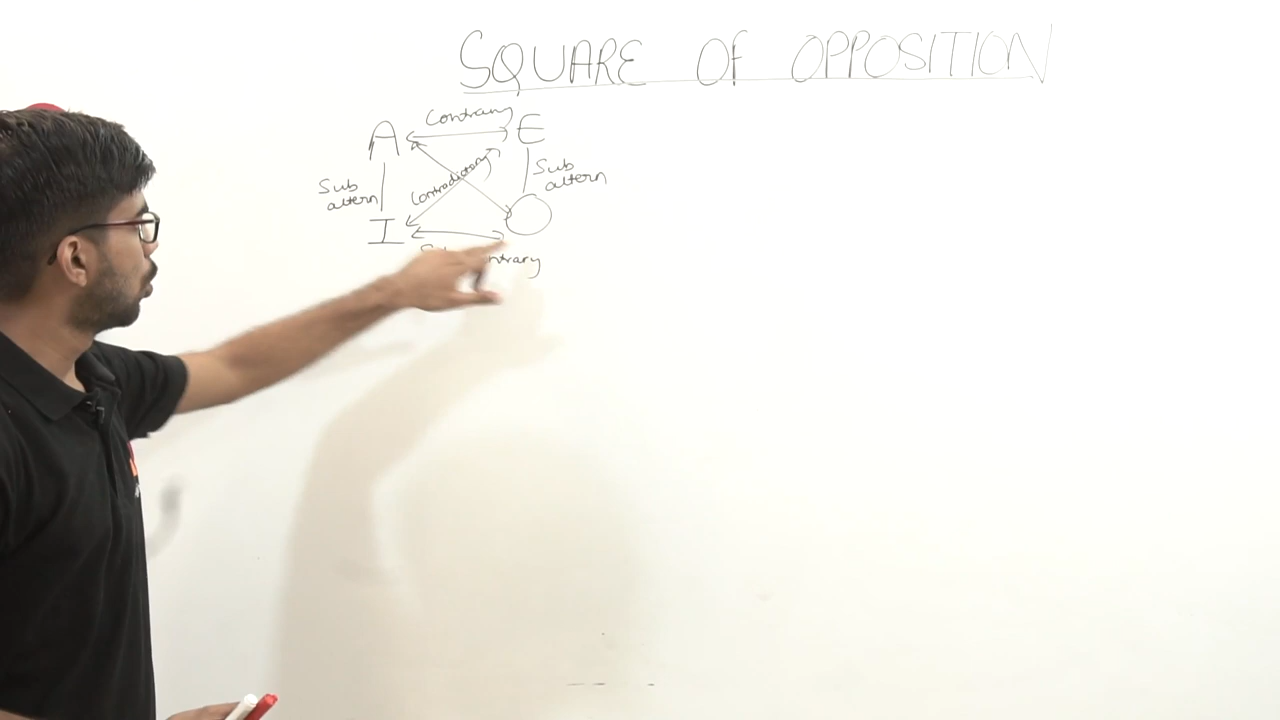 SQUARE OF OPPOSITION
Contrary
A E
Contradictory
Sub
altern
Sub
altern
I O